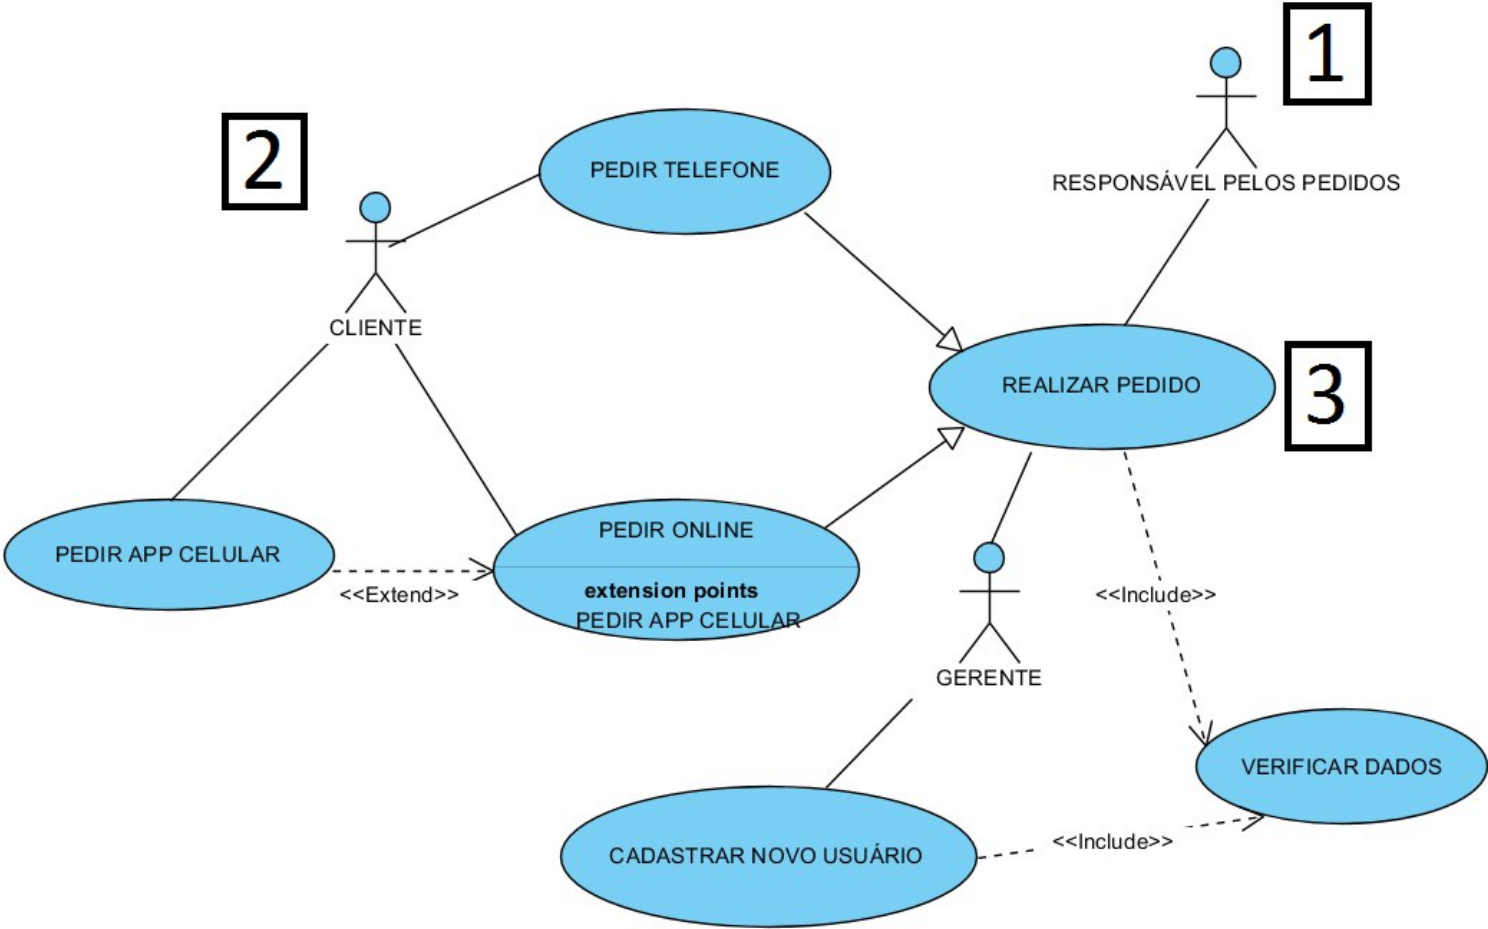 1
2
PEDIR TELEFONE
RESPONSÁVEL PELOS PEDIDOS
CLIENTE
REALIZAR PEDIDO
3
PEDIR APP CELULAR
<<Extend>>
PEDIR ONLINE
extension points
PEDIR APP CELULAR
<<Include>>
GERENTE
VERIFICAR DADOS
CADASTRAR NOVO USUÁRIO
<<Include>>